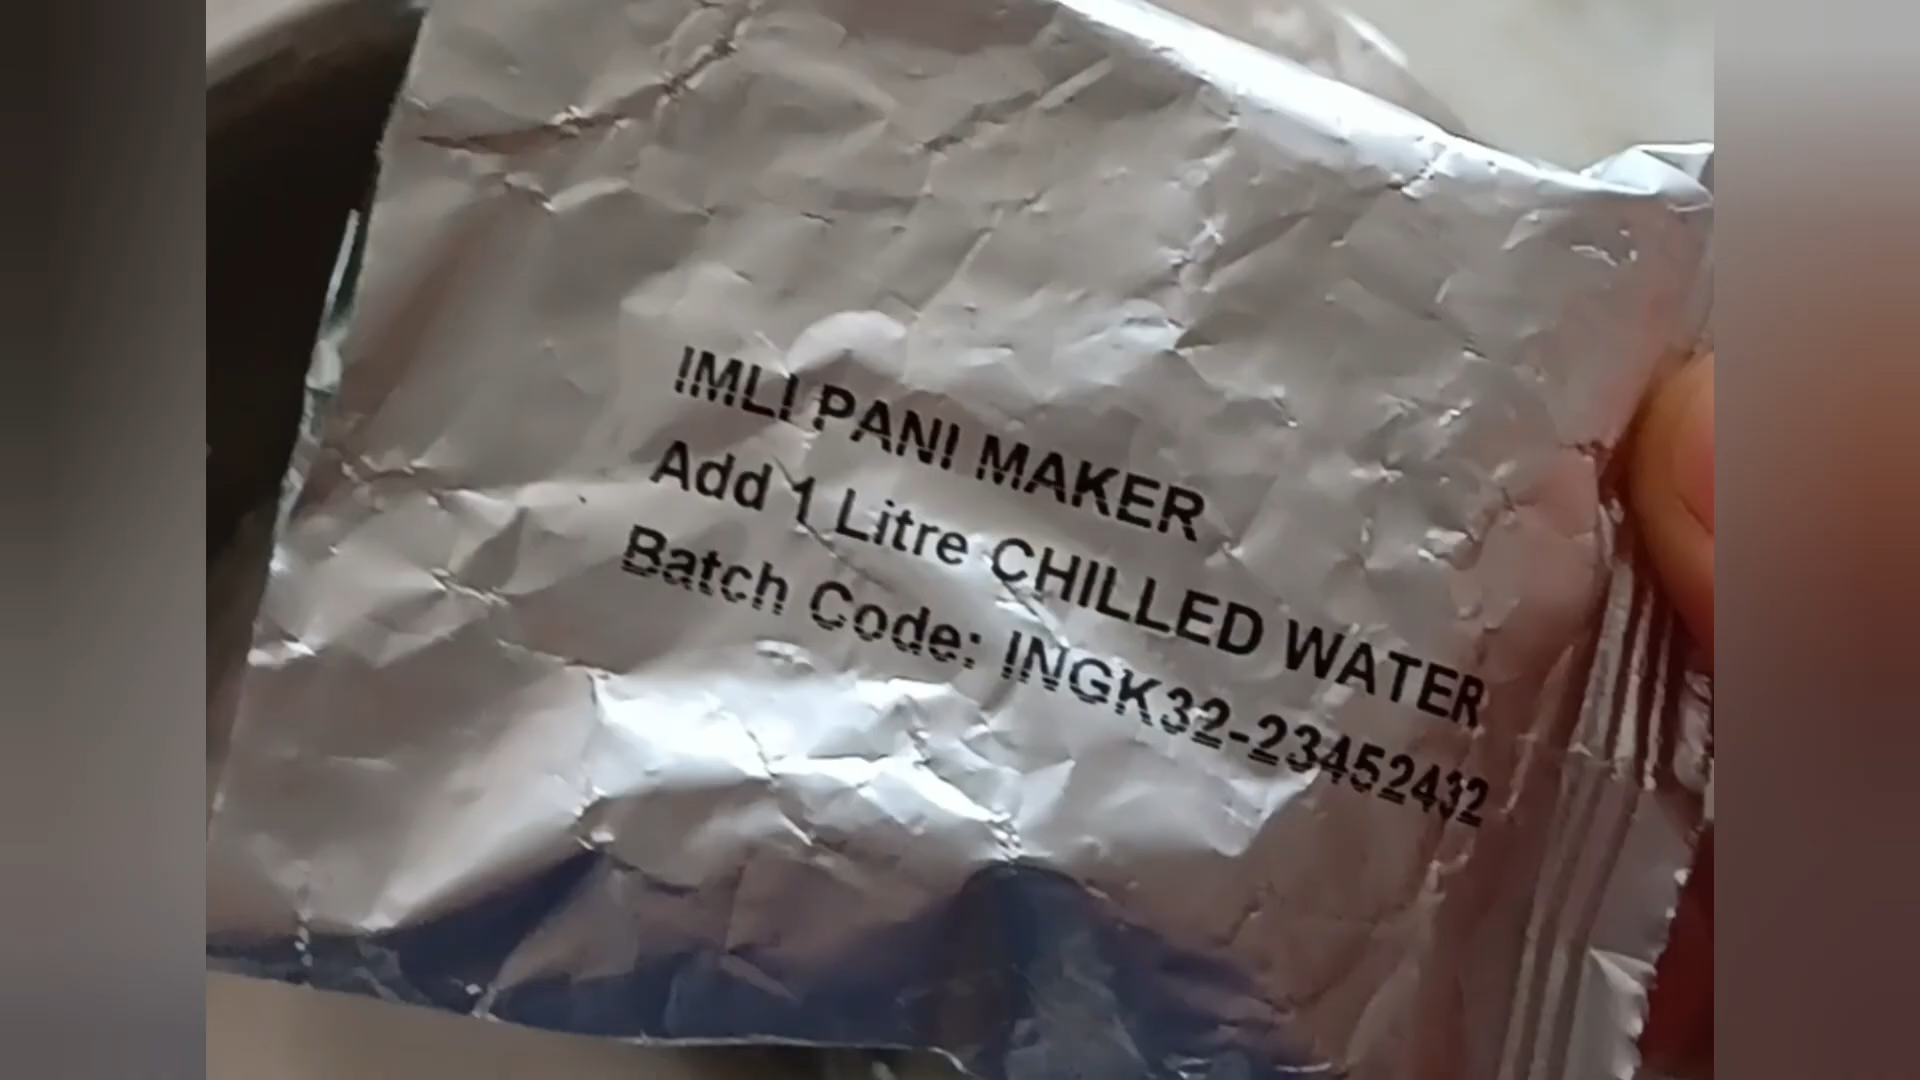 IMLI PANI MAKER
Add 1 Litre CHILLED WATER
Batch Code: INGK32-23452432